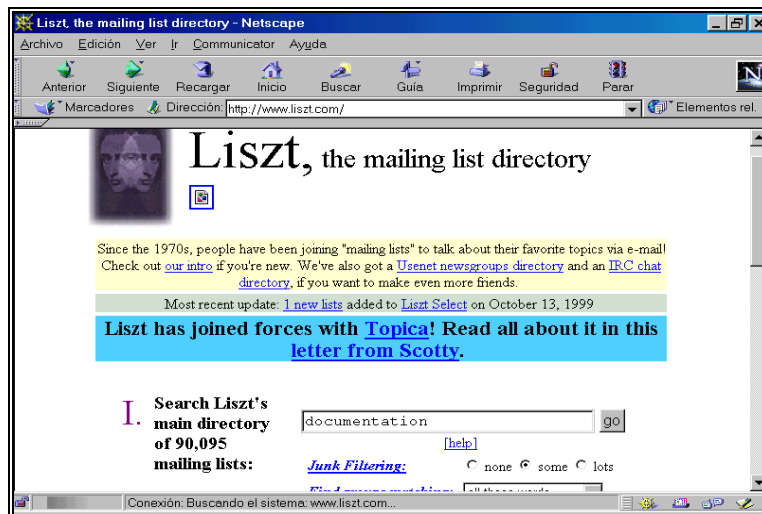 Liszt, the mailing list directory - Netscape
Archivo Edición Ver Ir Communicator Ayuda
Anterior Siguiente Recargar Inicio Buscar Guía Imprimir Seguridad Parar
N
Marcadores Dirección: http://www.liszt.com/ Elementos rel.
Liszt, the mailing list directory
Since the 1970s, people have been joining "mailing lists" to talk about their favorite topics via e-mail!
Check out our intro if you're new. We've also got a Usenet newsgroups directory and an IRC chat
directory, if you want to make even more friends.
Most recent update: 1 new lists added to Liszt Select on October 13, 1999
Liszt has joined forces with Topica! Read all about it in this
letter from Scotty.
I. Search Liszt's
main directory
of 90,095
mailing lists:
documentation go
[help]
Junk Filtering: none some lots
Conexión: Buscando el sistema: www.liszt.com...